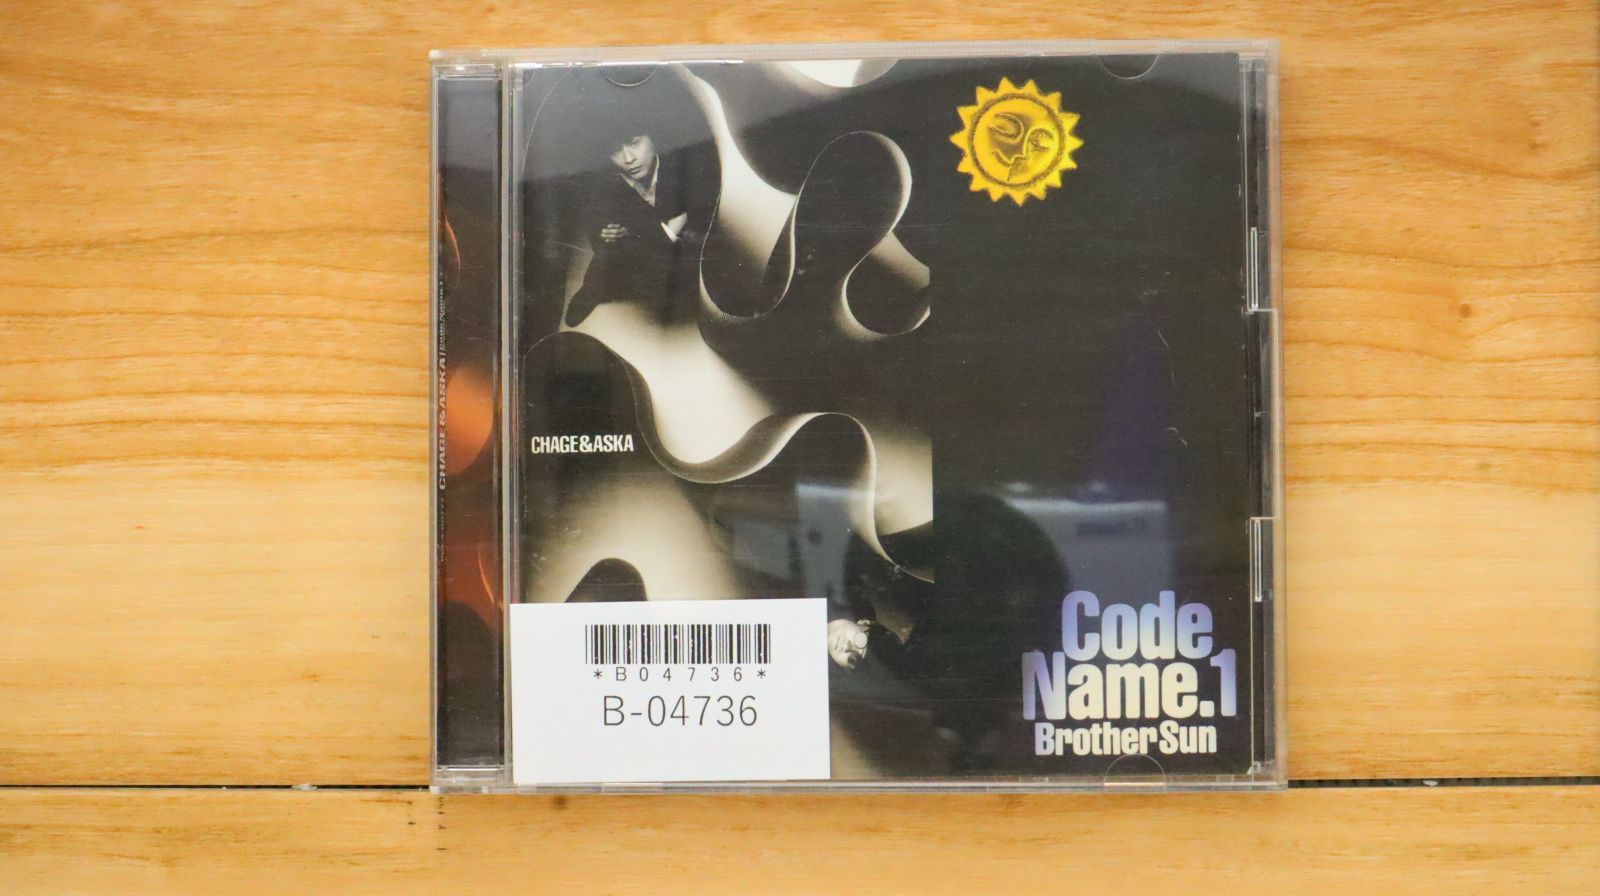 CHAGE&ASKA
CHAGE&ASKA
Code
Name.1
Brother Sun
*B04736*
B-04736